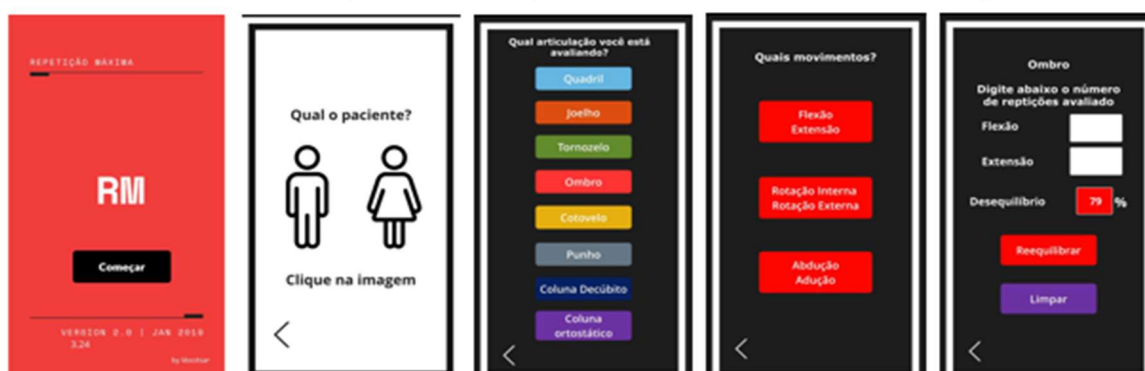 REPETIÇÃO MÁXIMA
RM
Começar
VERSION 2.0 | JAN 2019
3.24
Qual o paciente?
Clique na imagem
Qual articulação você está
avaliando?
Quadril
Joelho
Tornozelo
Ombro
Cotovelo
Punho
Coluna Decúbito
Coluna
ortostático
Quais movimentos?
Flexão
Extensão
Rotação Interna
Rotação Externa
Abdução
Adução
Ombro
Digite abaixo o número
de reptições avaliado
Flexão
Extensão
Desequilíbrio 79 %
Reequilibrar
Limpar